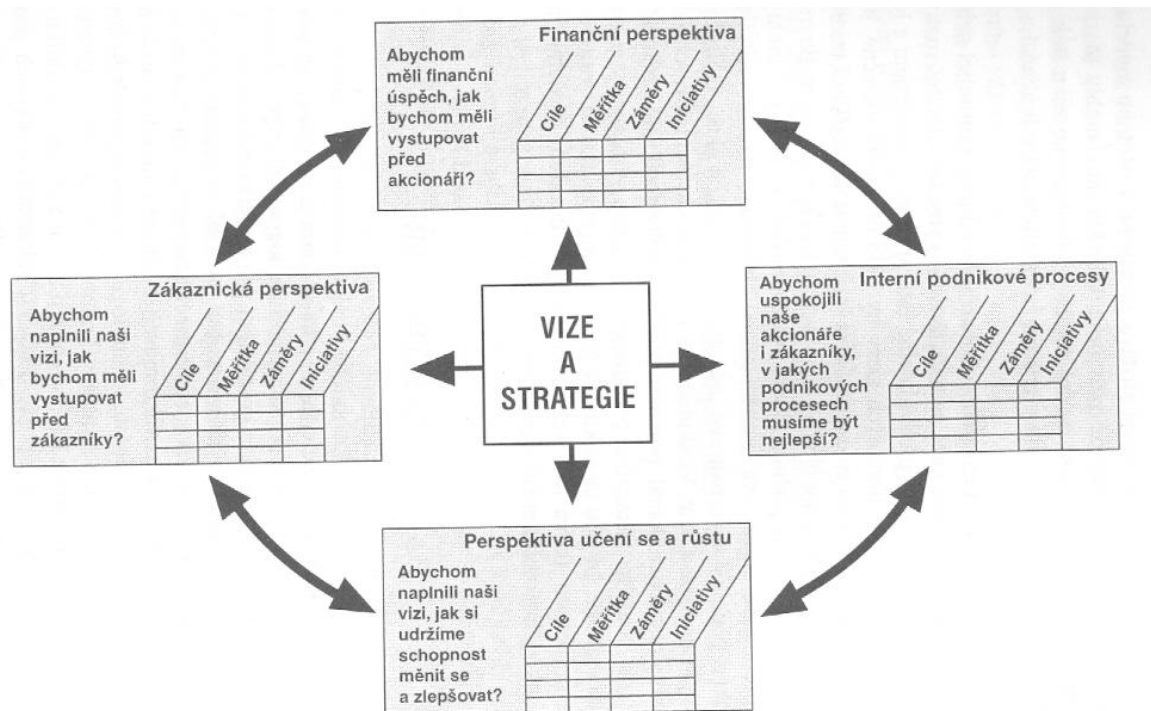 Finanční perspektiva
Abychom
měli finanční
úspěch, jak
bychom měli
vystupovat
před
akcionáři?
Cíle
Měřítka
Záměry
Iniciativy
Zákaznická perspektiva
Abychom
naplnili naši
vizi, jak
bychom měli
vystupovat
před
zákazníky?
Cíle
Měřítka
Záměry
Iniciativy
VIZE
A
STRATEGIE
Interní podnikové procesy
Abychom
uspokojili
naše
akcionáře
i zákazníky,
v jakých
podnikových
procesech
musíme být
nejlepší?
Cíle
Měřítka
Záměry
Iniciativy
Perspektiva učení se a růstu
Abychom
naplnili naši
vizi, jak si
udržíme
schopnost
měnit se
a zlepšovat?
Cíle
Měřítka
Záměry
Iniciativy